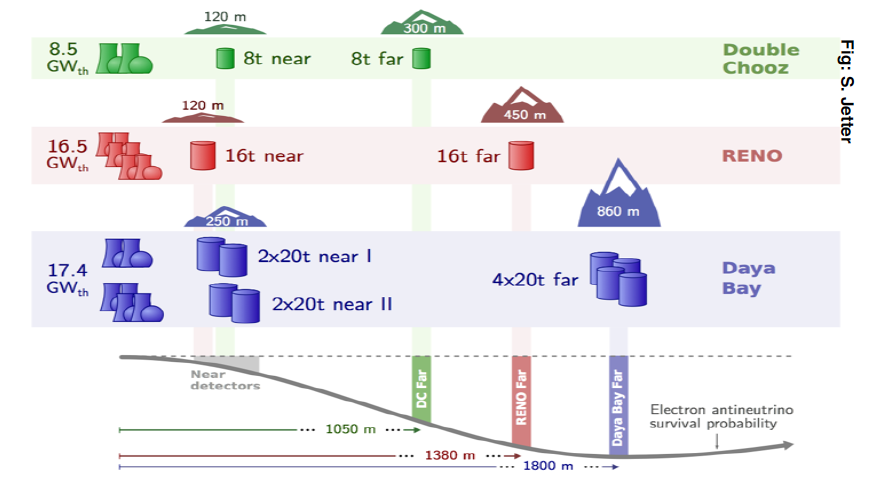 120 m
300 m
8.5
GWth
8t near
8t far
Double
Chooz
Fig: S. Jetter
120 m
450 m
16.5
GWth
16t near
16t far
RENO
250 m
860 m
17.4
GWth
2x20t near I
2x20t near II
4x20t far
Daya
Bay
Near
detectors
DC Far
RENO Far
Daya Bay Far
Electron antineutrino
survival probability
1050 m
1380 m
1800 m